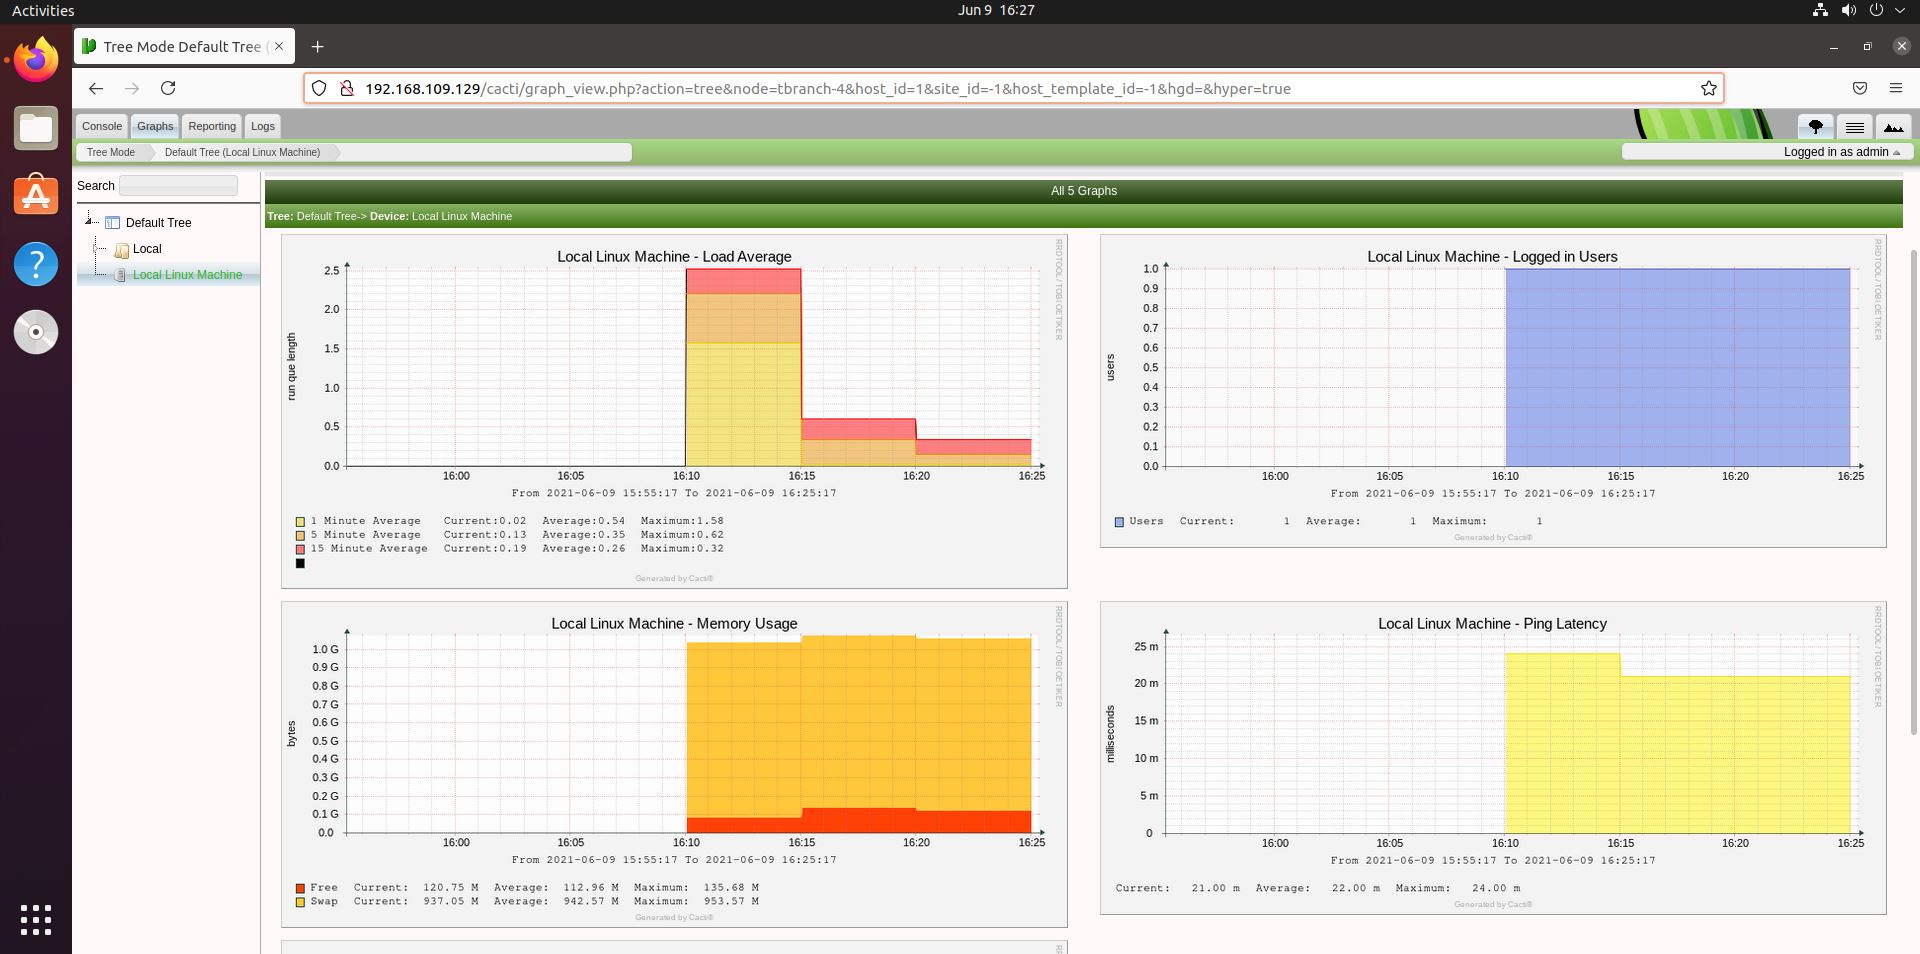 Activities
Jun 9 16:27
Tree Mode Default Tree (
192.168.109.129/cacti/graph_view.php?action=tree&node=tbranch-4&host_id=1&site_id=-1&host_template_id=-1&hgd=&hyper=true
Console Graphs Reporting Logs
Tree Mode Default Tree (Local Linux Machine)
Logged in as admin
Search
Default Tree
Local
Local Linux Machine
All 5 Graphs
Tree: Default Tree-> Device: Local Linux Machine
Local Linux Machine - Load Average
RRDTOOL / TOBI OETIKER
run que length
2.5
2.0
1.5
1.0
0.5
0.0
16:00 16:05 16:10 16:15 16:20 16:25
From 2021-06-09 15:55:17 To 2021-06-09 16:25:17
1 Minute Average Current:0.02 Average:0.54 Maximum:1.58
5 Minute Average Current:0.13 Average:0.35 Maximum:0.62
15 Minute Average Current:0.19 Average:0.26 Maximum:0.32
Generated by Cacti®
Local Linux Machine - Logged in Users
RRDTOOL / TOBI OETIKER
users
1.0
0.9
0.8
0.7
0.6
0.5
0.4
0.3
0.2
0.1
0.0
16:00 16:05 16:10 16:15 16:20 16:25
From 2021-06-09 15:55:17 To 2021-06-09 16:25:17
Users Current: 1 Average: 1 Maximum: 1
Generated by Cacti®
Local Linux Machine - Memory Usage
RRDTOOL / TOBI OETIKER
bytes
1.0 G
0.9 G
0.8 G
0.7 G
0.6 G
0.5 G
0.4 G
0.3 G
0.2 G
0.1 G
0.0
16:00 16:05 16:10 16:15 16:20 16:25
From 2021-06-09 15:55:17 To 2021-06-09 16:25:17
Free Current: 120.75 M Average: 112.96 M Maximum: 135.68 M
Swap Current: 937.05 M Average: 942.57 M Maximum: 953.57 M
Generated by Cacti®
Local Linux Machine - Ping Latency
RRDTOOL / TOBI OETIKER
milliseconds
25 m
20 m
15 m
10 m
5 m
0
16:00 16:05 16:10 16:15 16:20 16:25
From 2021-06-09 15:55:17 To 2021-06-09 16:25:17
Current: 21.00 m Average: 22.00 m Maximum: 24.00 m
Generated by Cacti®